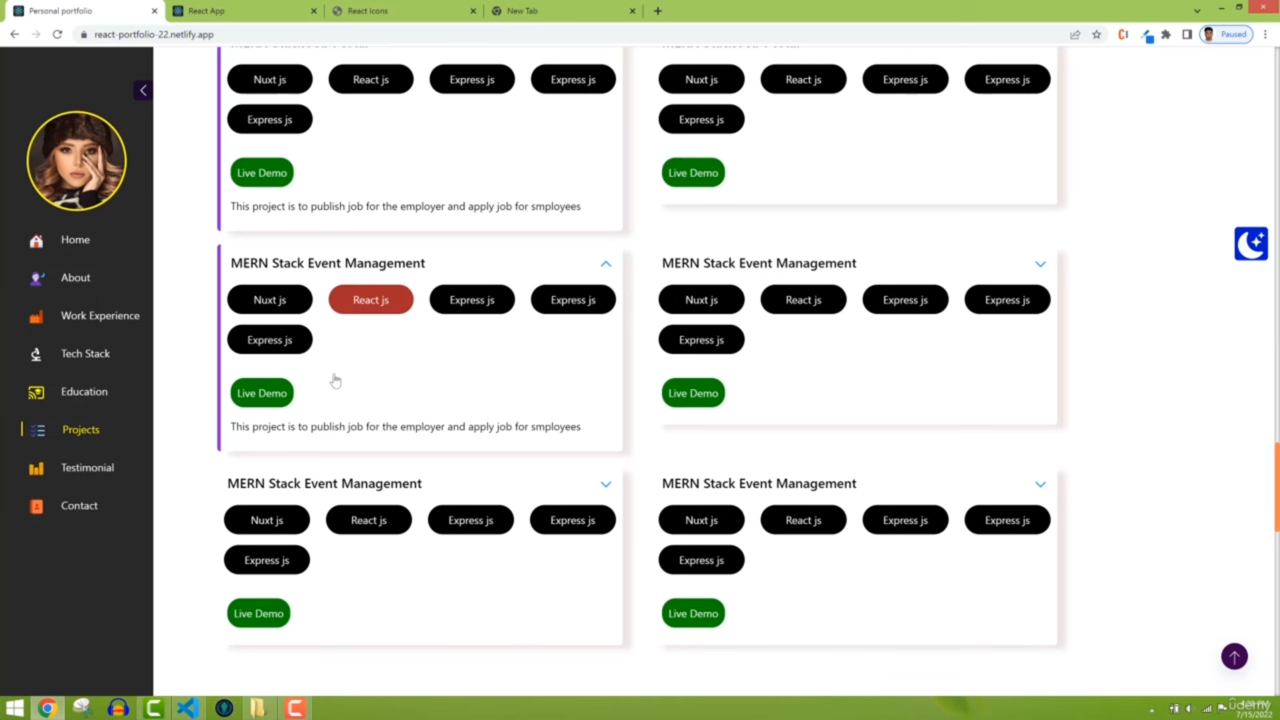 Personal portfolio
React App
React Icons
New Tab
react-portfolio-22.netlify.app
Paused
Nuxt js React js Express js Express js
Express js
Live Demo
This project is to publish job for the employer and apply job for smployees
Nuxt js React js Express js Express js
Express js
Live Demo
Home
About
Work Experience
Tech Stack
Education
Projects
Testimonial
Contact
MERN Stack Event Management
Nuxt js React js Express js Express js
Express js
Live Demo
This project is to publish job for the employer and apply job for smployees
MERN Stack Event Management
Nuxt js React js Express js Express js
Express js
Live Demo
MERN Stack Event Management
Nuxt js React js Express js Express js
Express js
Live Demo
MERN Stack Event Management
Nuxt js React js Express js Express js
Express js
Live Demo
udemy
7/15/2022